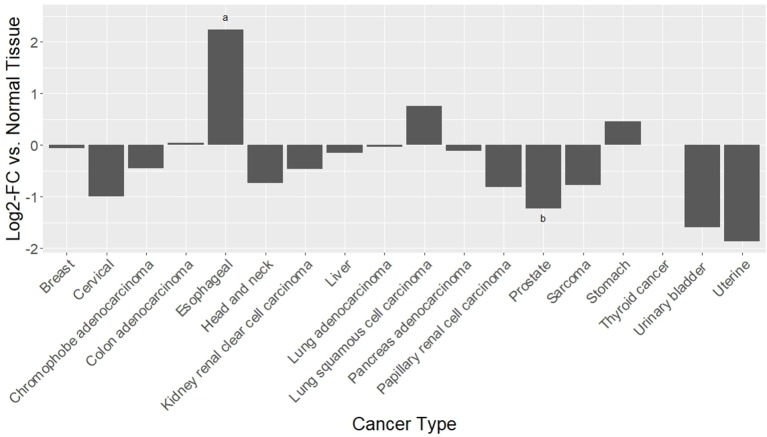 Log2-FC vs. Normal Tissue
2
1
0
-1
-2
a
b
Breast
Cervical
Chromophobe adenocarcinoma
Colon adenocarcinoma
Esophageal
Head and neck
Kidney renal clear cell carcinoma
Liver
Lung adenocarcinoma
Lung squamous cell carcinoma
Pancreas adenocarcinoma
Papillary renal cell carcinoma
Prostate
Sarcoma
Stomach
Thyroid cancer
Urinary bladder
Uterine
Cancer Type